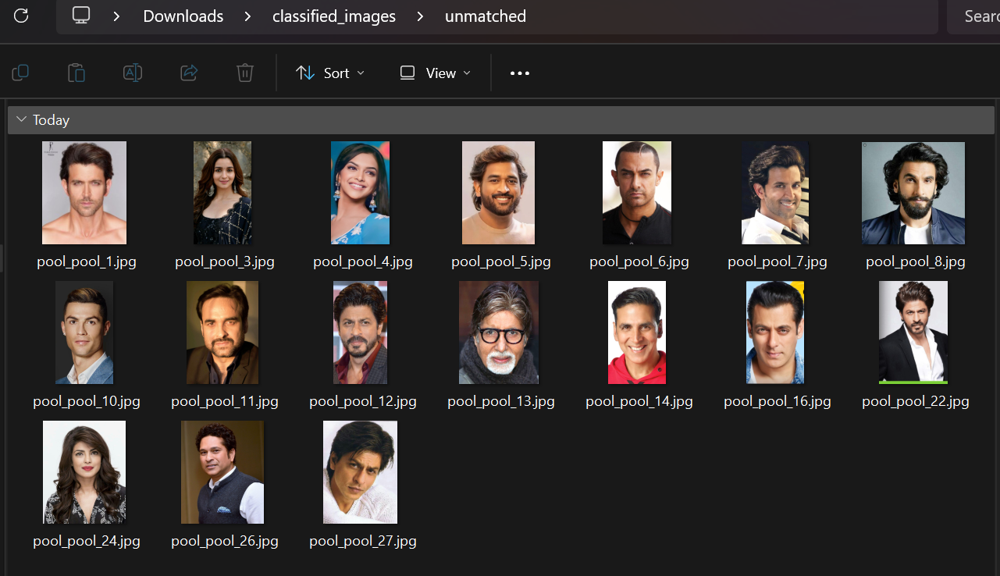 Downloads > classified_images > unmatched Searc
Sort View
Today
pool_pool_1.jpg pool_pool_3.jpg pool_pool_4.jpg pool_pool_5.jpg pool_pool_6.jpg pool_pool_7.jpg pool_pool_8.jpg
pool_pool_10.jpg pool_pool_11.jpg pool_pool_12.jpg pool_pool_13.jpg pool_pool_14.jpg pool_pool_16.jpg pool_pool_22.jpg
pool_pool_24.jpg pool_pool_26.jpg pool_pool_27.jpg